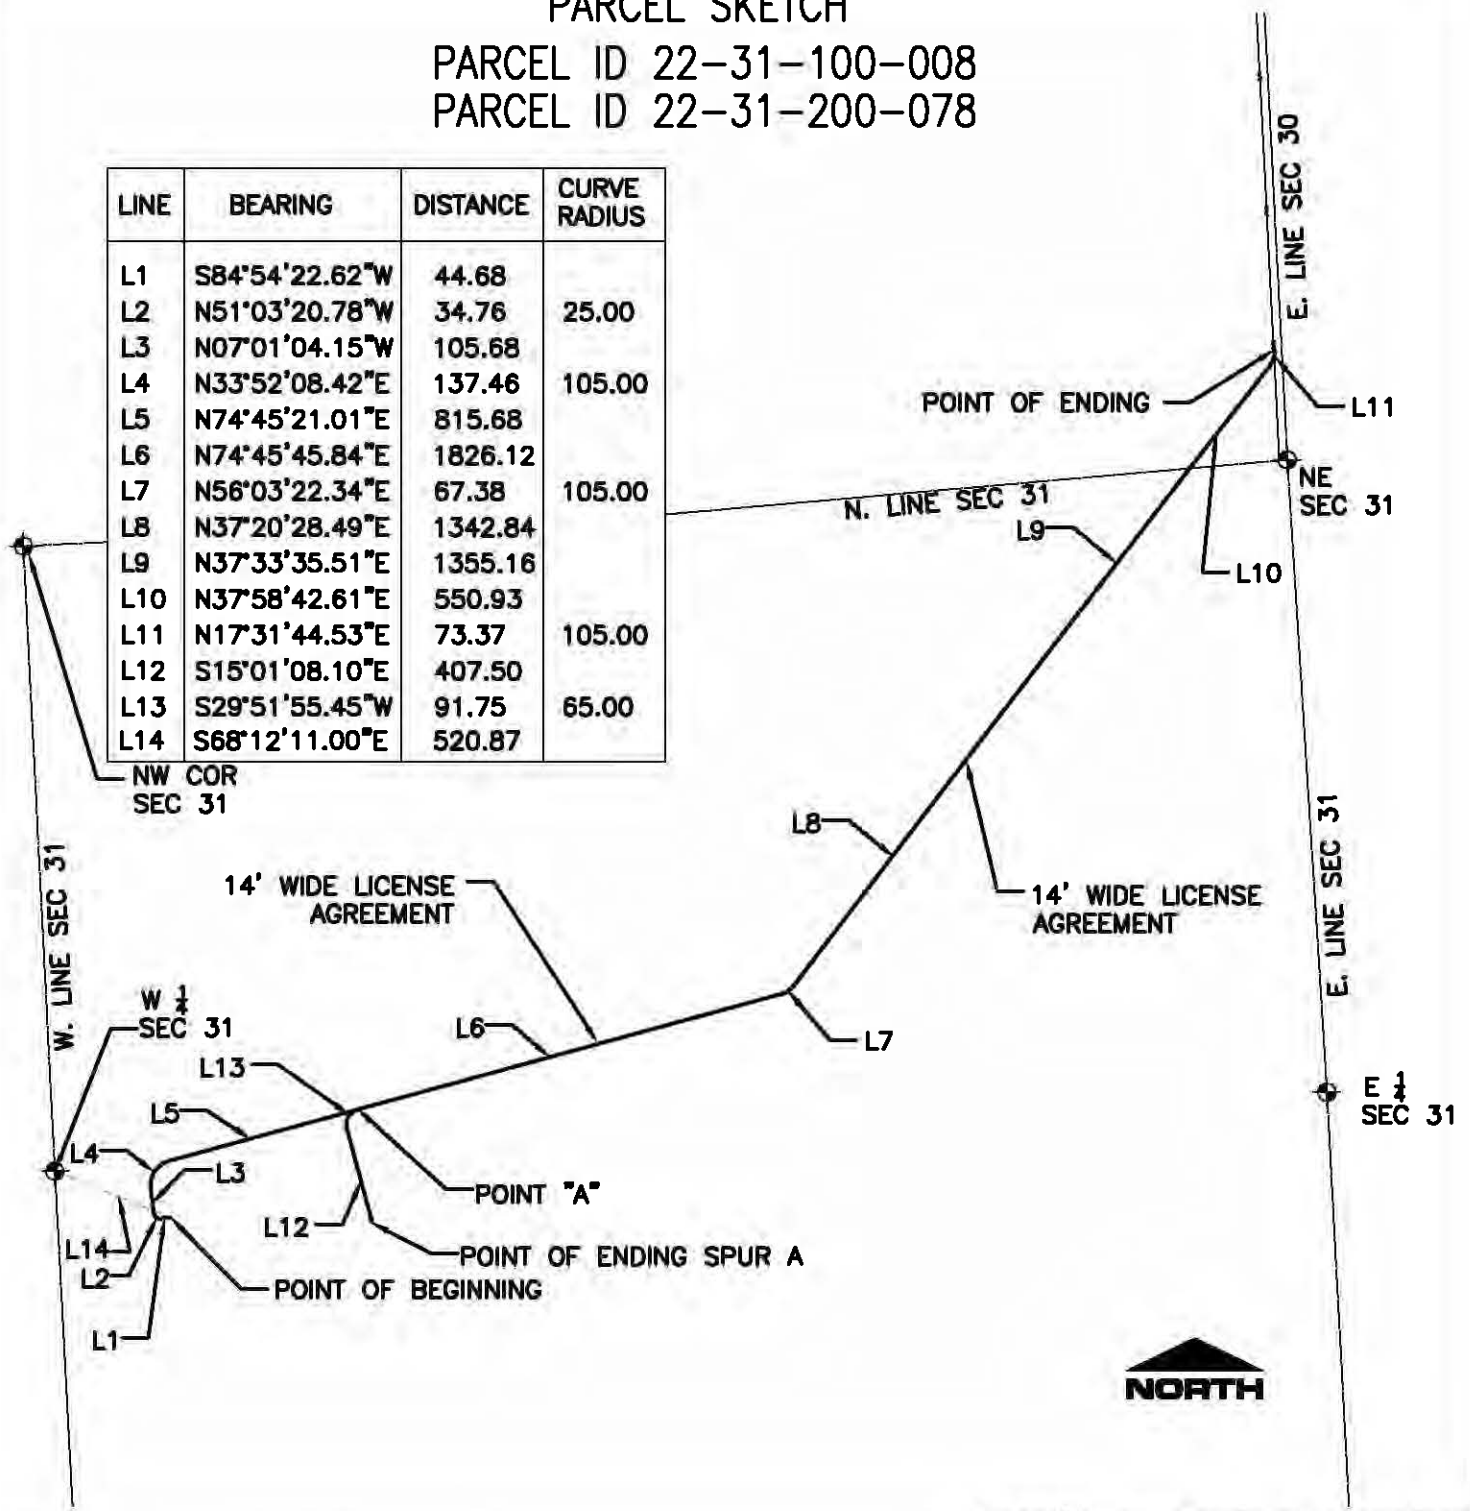 PARCEL SKETCH
PARCEL ID 22-31-100-008
PARCEL ID 22-31-200-078
LINE BEARING DISTANCE CURVE RADIUS
L1 S84°54'22.62"W 44.68
L2 N51°03'20.78"W 34.76 25.00
L3 N07°01'04.15"W 105.68
L4 N33°52'08.42"E 137.46 105.00
L5 N74°45'21.01"E 815.68
L6 N74°45'45.84"E 1826.12
L7 N56°03'22.34"E 67.38 105.00
L8 N37°20'28.49"E 1342.84
L9 N37°33'35.51"E 1355.16
L10 N37°58'42.61"E 550.93
L11 N17°31'44.53"E 73.37 105.00
L12 S15°01'08.10"E 407.50
L13 S29°51'55.45"W 91.75 65.00
L14 S68°12'11.00"E 520.87
E. LINE SEC 30
POINT OF ENDING
L11
N. LINE SEC 31
NE
SEC 31
L9
L10
NW COR
SEC 31
L8
W. LINE SEC 31
14' WIDE LICENSE
AGREEMENT
14' WIDE LICENSE
AGREEMENT
E. LINE SEC 31
W 1/4
SEC 31
L6
L7
L13
E 1/4
SEC 31
L5
L4
L3
POINT "A"
L12
L14
POINT OF ENDING SPUR A
L2
POINT OF BEGINNING
L1
NORTH